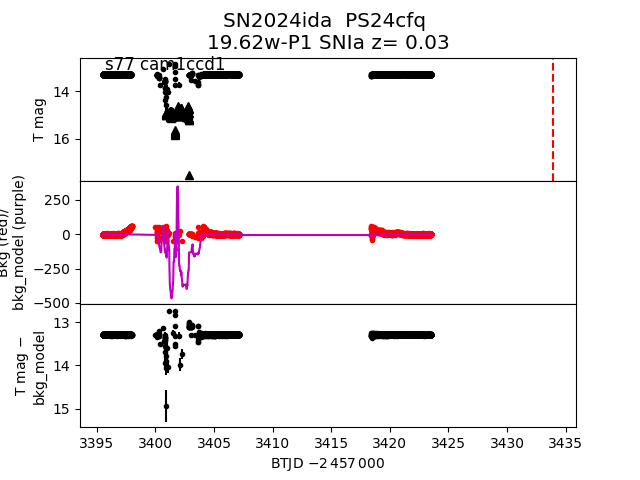 SN2024ida PS24cfq
19.62w-P1 SNIa z= 0.03
s77 cam1ccd1
14
16
T mag
250
0
−250
−500
Bkg (red)/
bkg_model (purple)
13
14
15
T mag −
bkg_model
3395 3400 3405 3410 3415 3420 3425 3430 3435
BTJD −2 457 000